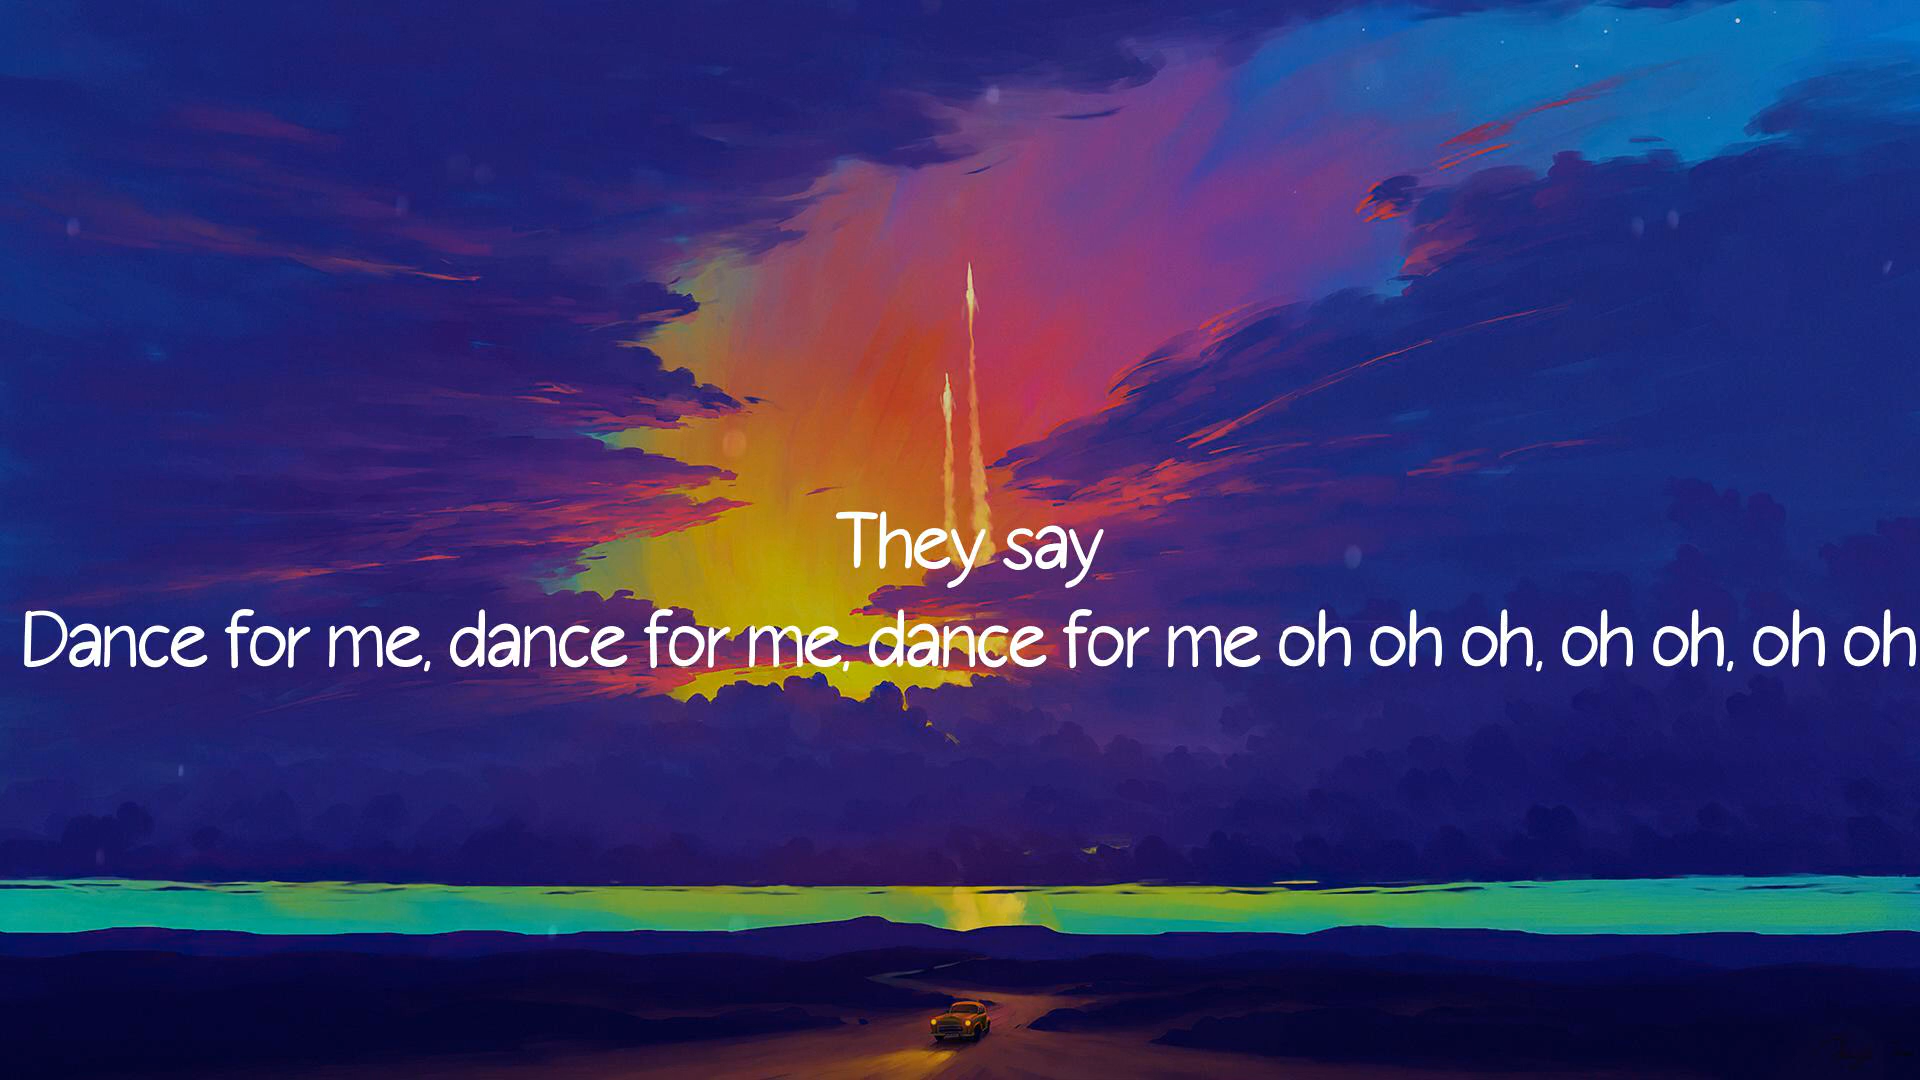 They say
Dance for me, dance for me, dance for me oh oh oh, oh oh, oh oh